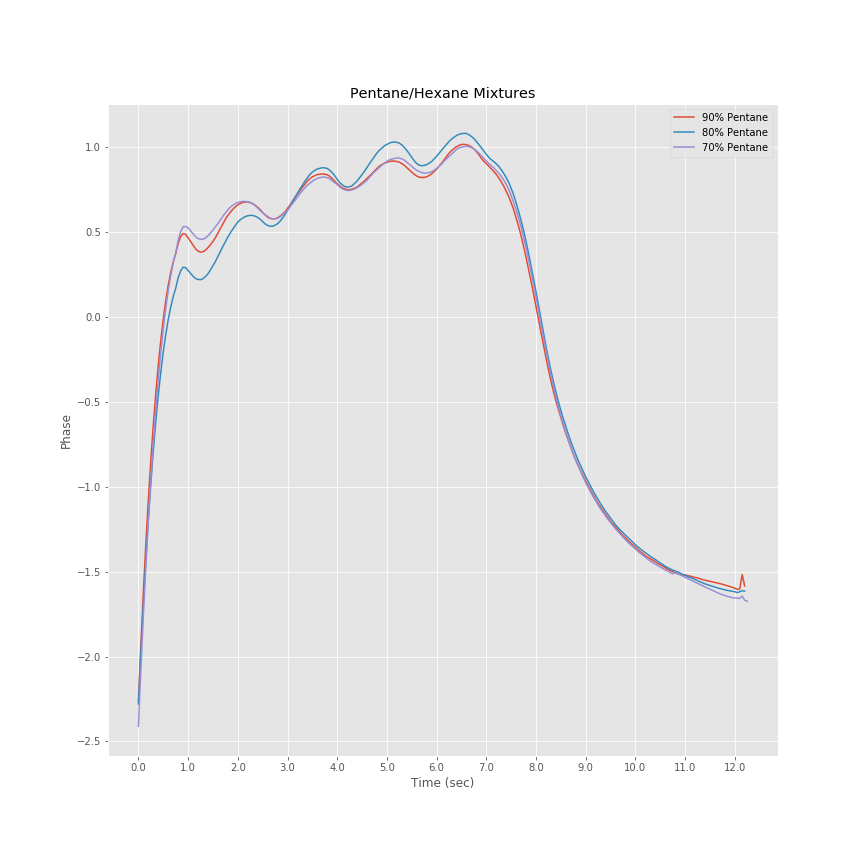 Pentane/Hexane Mixtures
90% Pentane
80% Pentane
70% Pentane
1.0
0.5
0.0
−0.5
−1.0
−1.5
−2.0
−2.5
Phase
0.0 1.0 2.0 3.0 4.0 5.0 6.0 7.0 8.0 9.0 10.0 11.0 12.0
Time (sec)